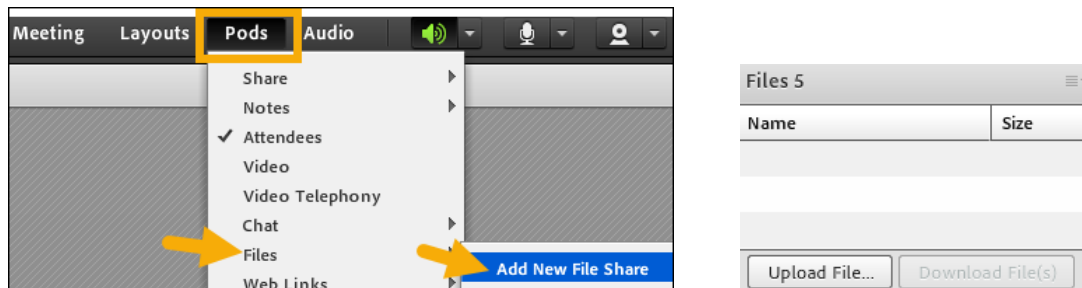 Meeting Layouts Pods Audio
Share
Notes
Attendees
Video
Video Telephony
Chat
Files
Add New File Share
Web Links
Files 5
Name Size
Upload File... Download File(s)